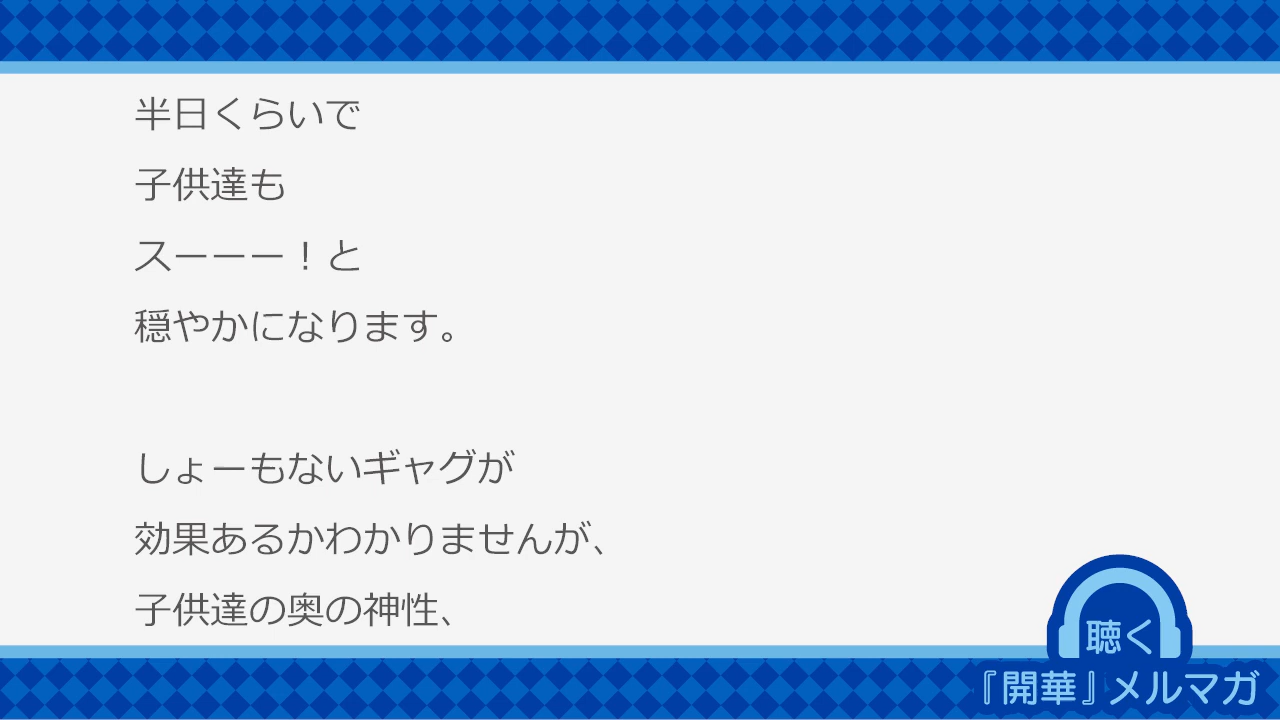 半日くらいで
子供達も
スーーー！と
穏やかになります。
しょーもないギャグが
効果あるかわかりませんが、
子供達の奥の神性、
聴く
『開華』メルマガ